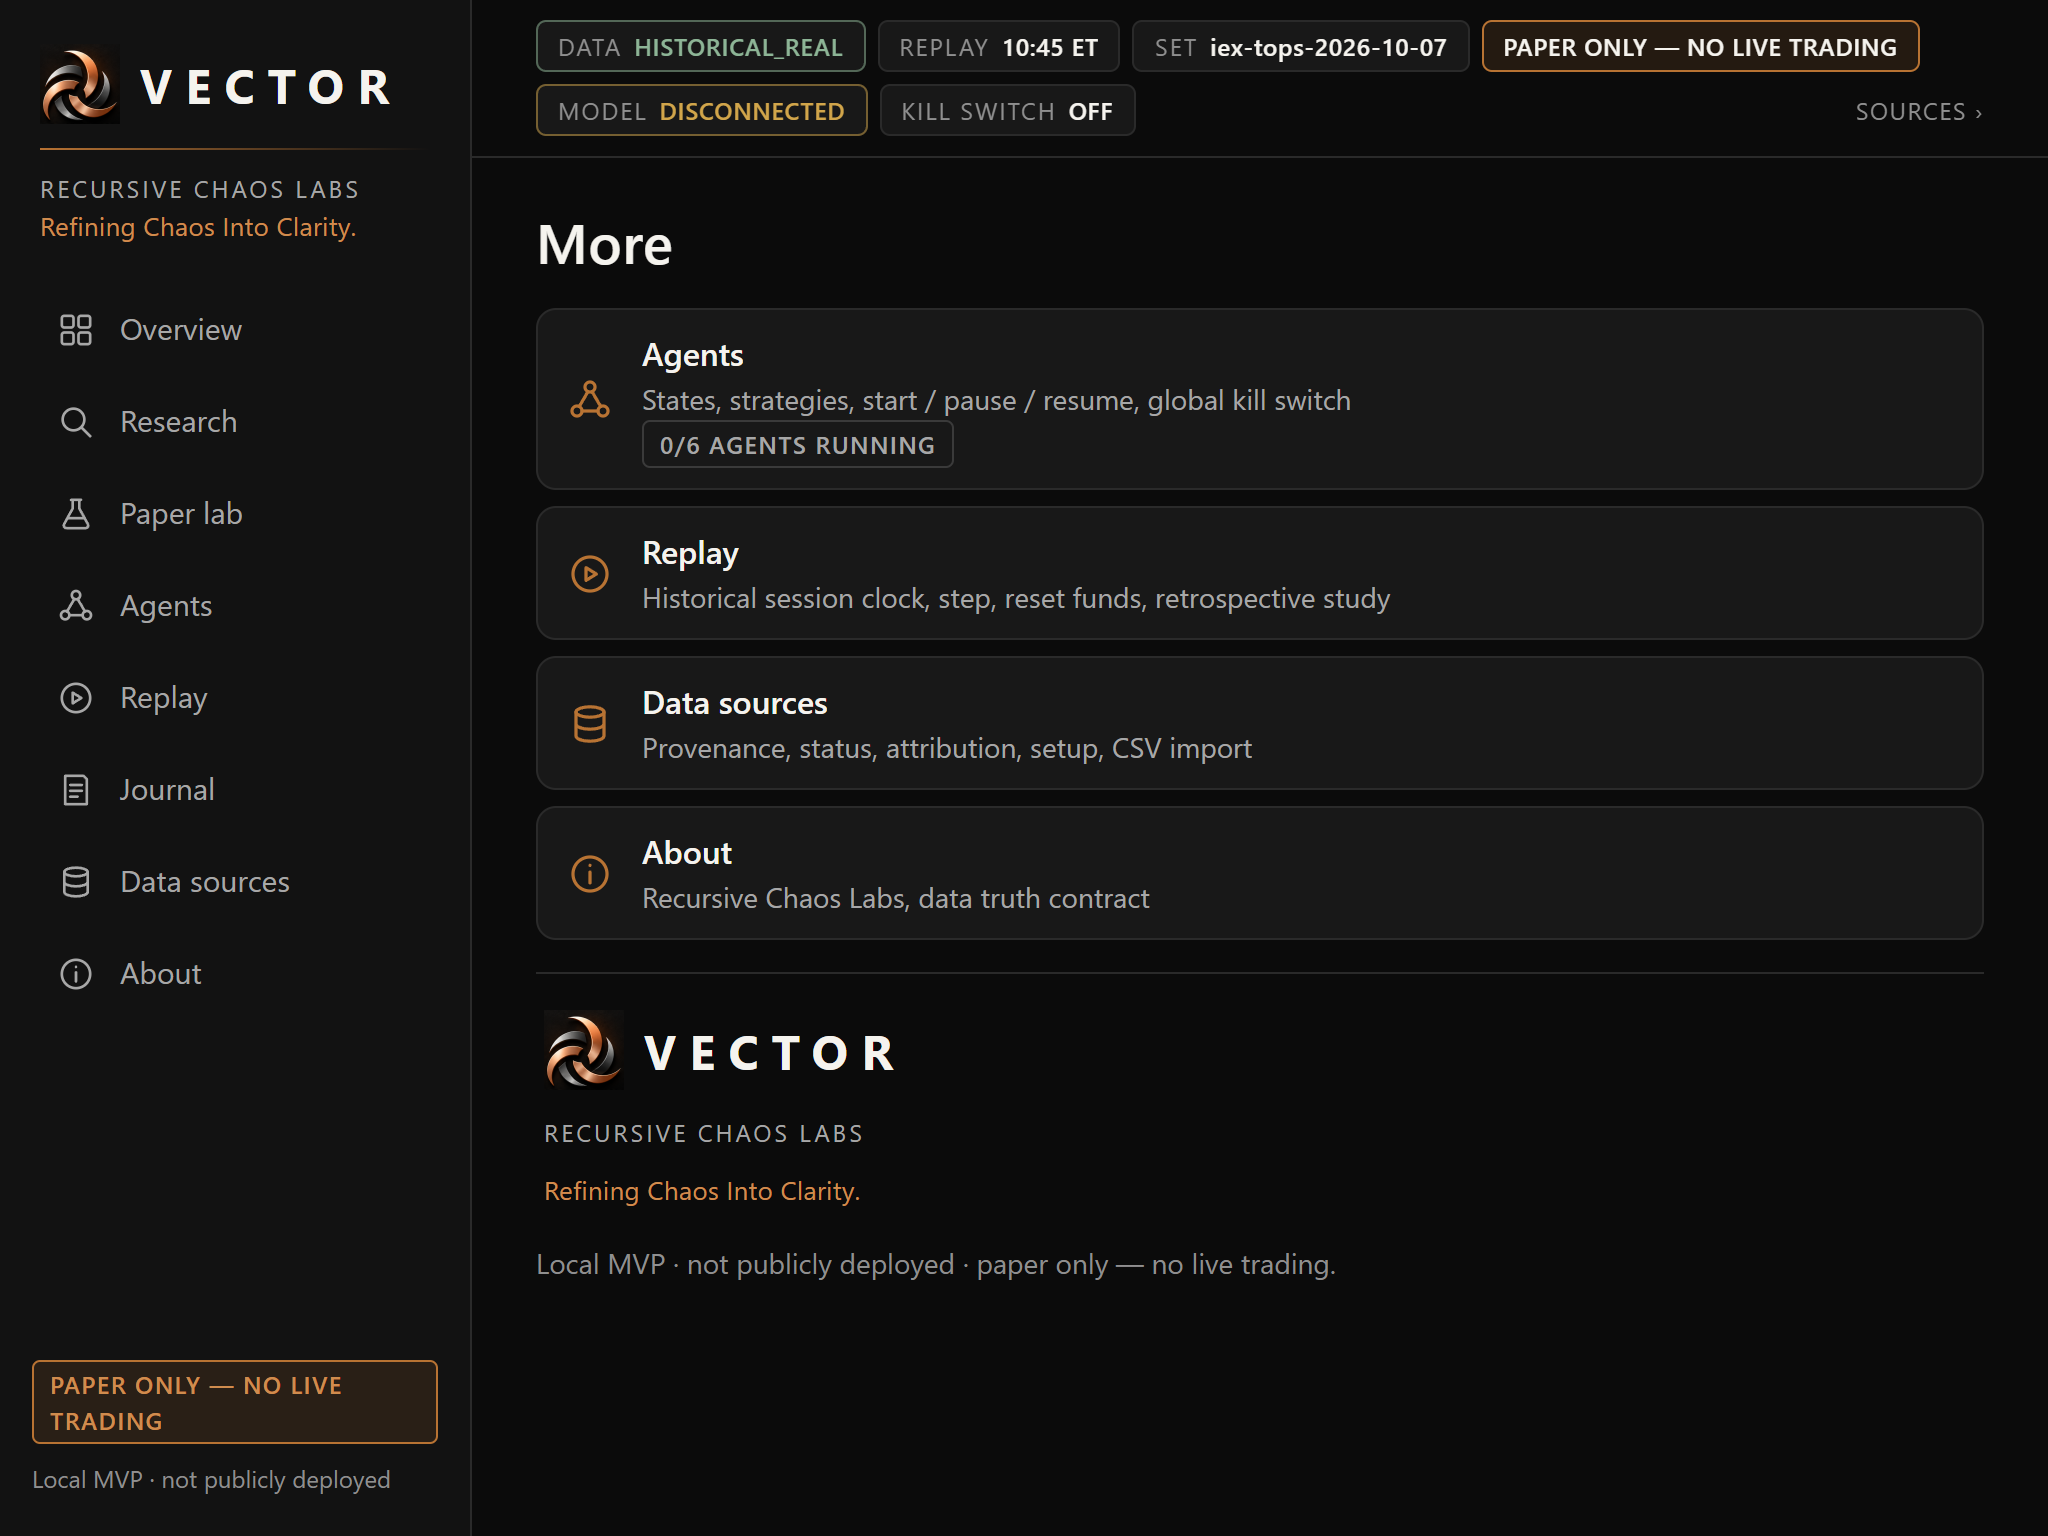 VECTOR
RECURSIVE CHAOS LABS
Refining Chaos Into Clarity.
Overview
Research
Paper lab
Agents
Replay
Journal
Data sources
About
PAPER ONLY — NO LIVE
TRADING
Local MVP · not publicly deployed
DATA HISTORICAL_REAL
REPLAY 10:45 ET
SET iex-tops-2026-10-07
PAPER ONLY — NO LIVE TRADING
MODEL DISCONNECTED
KILL SWITCH OFF
SOURCES ›
More
Agents
States, strategies, start / pause / resume, global kill switch
0/6 AGENTS RUNNING
Replay
Historical session clock, step, reset funds, retrospective study
Data sources
Provenance, status, attribution, setup, CSV import
About
Recursive Chaos Labs, data truth contract
VECTOR
RECURSIVE CHAOS LABS
Refining Chaos Into Clarity.
Local MVP · not publicly deployed · paper only — no live trading.